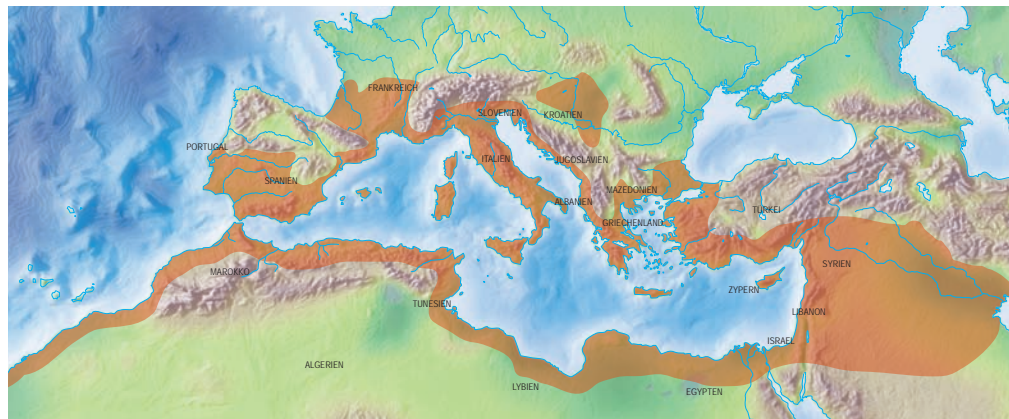 FRANKREICH
SLOVENIEN
KROATIEN
PORTUGAL
ITALIEN
JUGOSLAVIEN
SPANIEN
MAZEDONIEN
ALBANIEN
TÜRKEI
GRIECHENLAND
SYRIEN
MAROKKO
ZYPERN
TUNESIEN
LIBANON
ISRAEL
ALGERIEN
LYBIEN
EGYPTEN